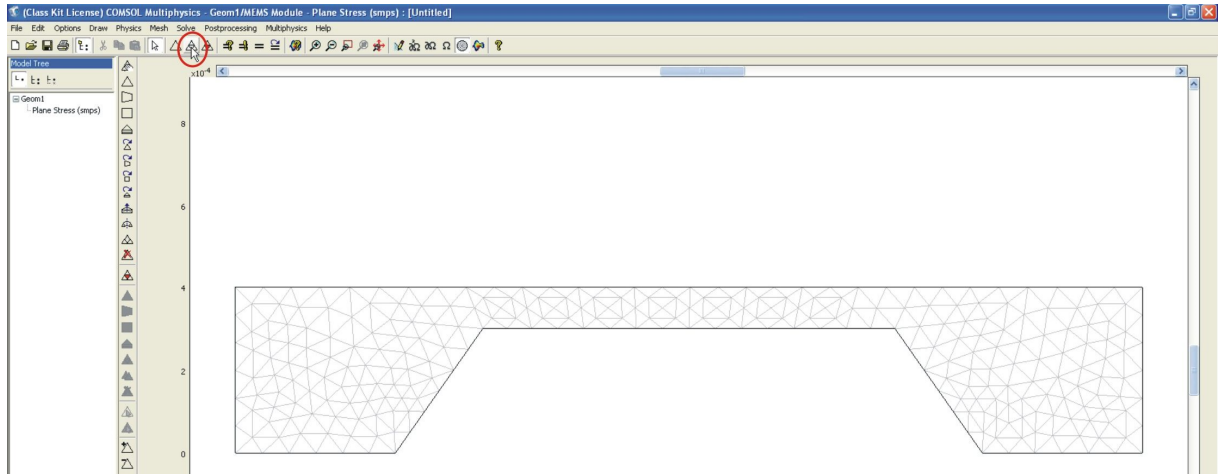 (Class Kit License) COMSOL Multiphysics - Geom1/MEMS Module - Plane Stress (smps) : [Untitled]
File Edit Options Draw Physics Mesh Solve Postprocessing Multiphysics Help
Model Tree
Geom1
Plane Stress (smps)
x10⁻⁴
8
6
4
2
0